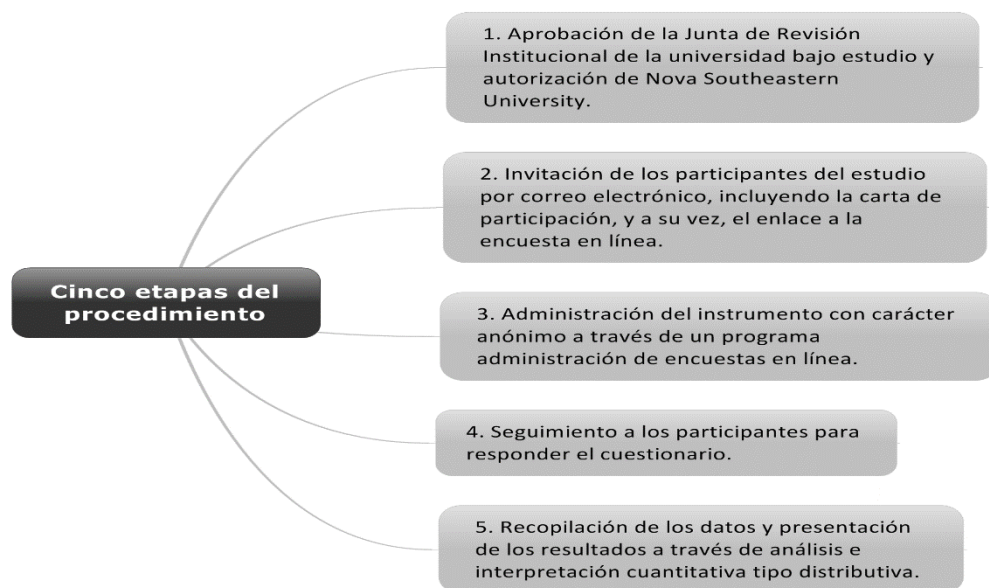 1. Aprobación de la Junta de Revisión
Institucional de la universidad bajo estudio y
autorización de Nova Southeastern
University.
2. Invitación de los participantes del estudio
por correo electrónico, incluyendo la carta de
participación, y a su vez, el enlace a la
encuesta en línea.
Cinco etapas del
procedimiento
3. Administración del instrumento con carácter
anónimo a través de un programa
administración de encuestas en línea.
4. Seguimiento a los participantes para
responder el cuestionario.
5. Recopilación de los datos y presentación
de los resultados a través de análisis e
interpretación cuantitativa tipo distributiva.